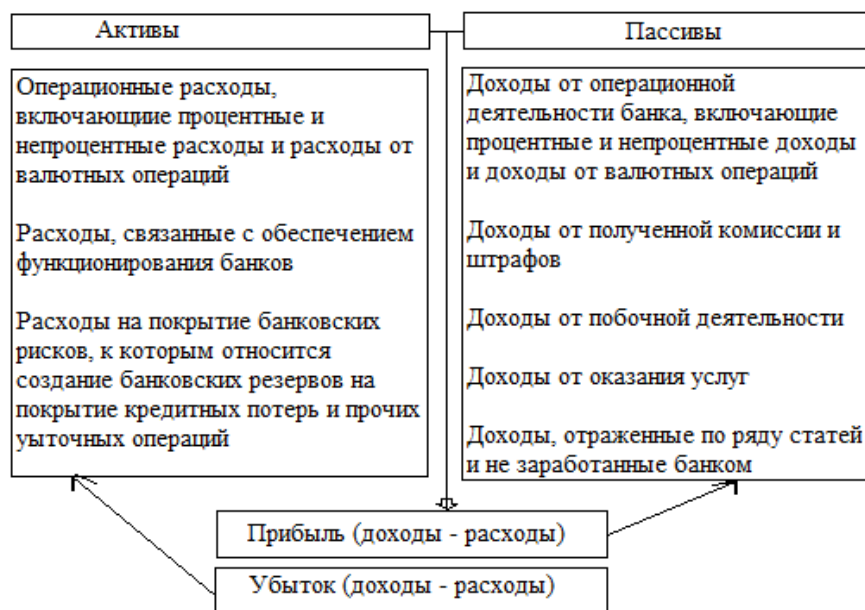 Активы
Пассивы
Операционные расходы,
включающиие процентные и
непроцентные расходы и расходы от
валютных операций
Расходы, связанные с обеспечением
функционирования банков
Расходы на покрытие банковских
рисков, к которым относится
создание банковских резервов на
покрытие кредитных потерь и прочих
уыточных операций
Доходы от операционной
деятельности банка, включающие
процентные и непроцентные доходы
и доходы от валютных операций
Доходы от полученной комиссии и
штрафов
Доходы от побочной деятельности
Доходы от оказания услуг
Доходы, отраженные по ряду статей
и не заработанные банком
Прибыль (доходы - расходы)
Убыток (доходы - расходы)